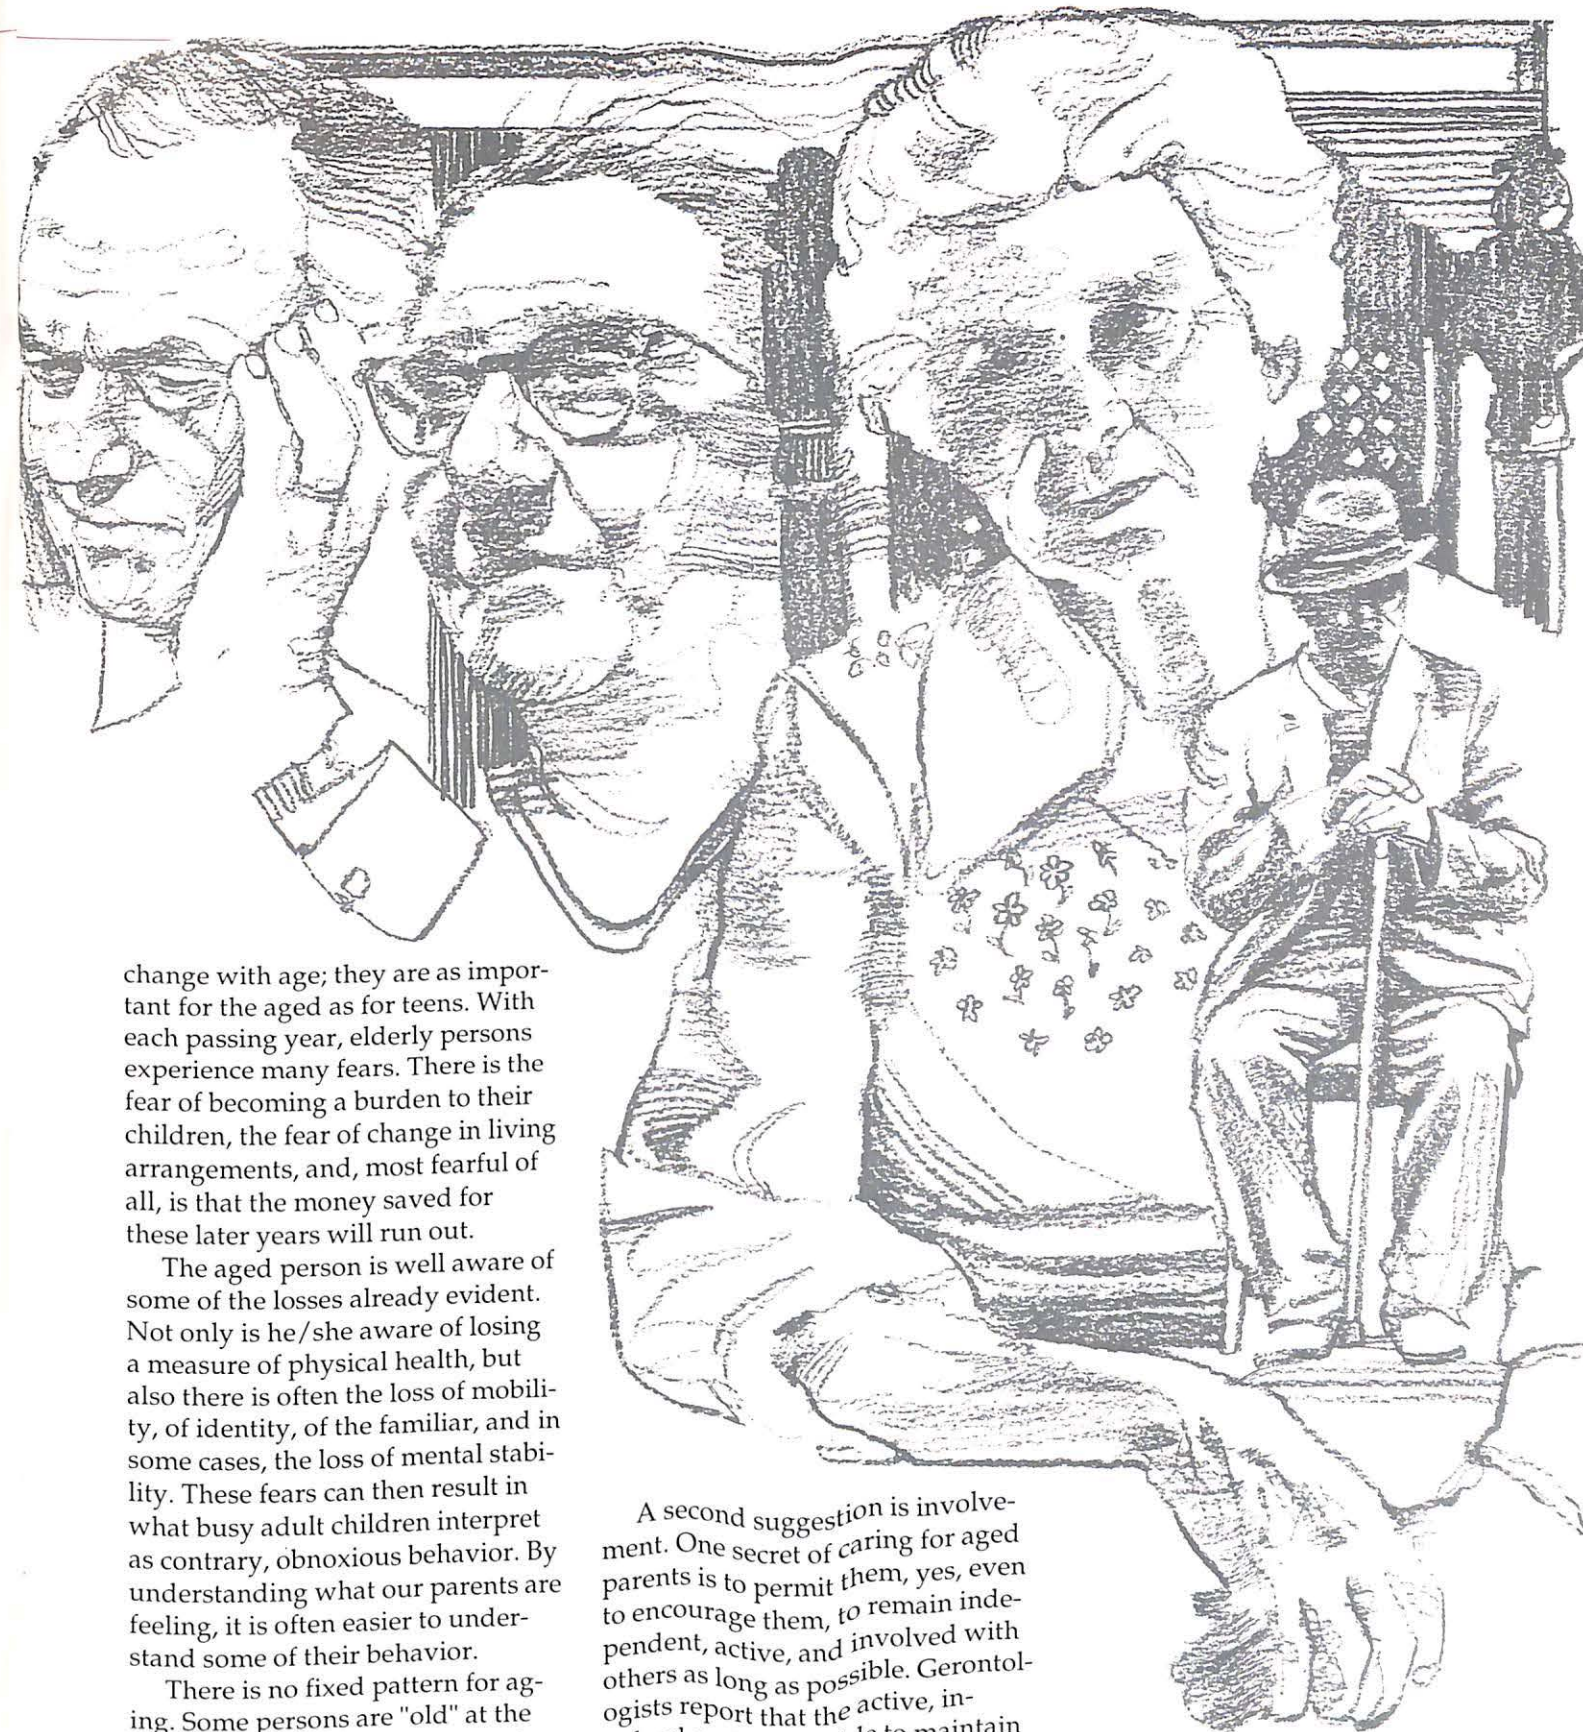 change with age; they are as impor-
tant for the aged as for teens. With
each passing year, elderly persons
experience many fears. There is the
fear of becoming a burden to their
children, the fear of change in living
arrangements, and, most fearful of
all, is that the money saved for
these later years will run out.
The aged person is well aware of
some of the losses already evident.
Not only is he/she aware of losing
a measure of physical health, but
also there is often the loss of mobili-
ty, of identity, of the familiar, and in
some cases, the loss of mental stabi-
lity. These fears can then result in
what busy adult children interpret
as contrary, obnoxious behavior. By
understanding what our parents are
feeling, it is often easier to under-
stand some of their behavior.
There is no fixed pattern for ag-
ing. Some persons are "old" at the
A second suggestion is involve-
ment. One secret of caring for aged
parents is to permit them, yes, even
to encourage them, to remain inde-
pendent, active, and involved with
others as long as possible. Gerontol-
ogists report that the active, in-
to maintain